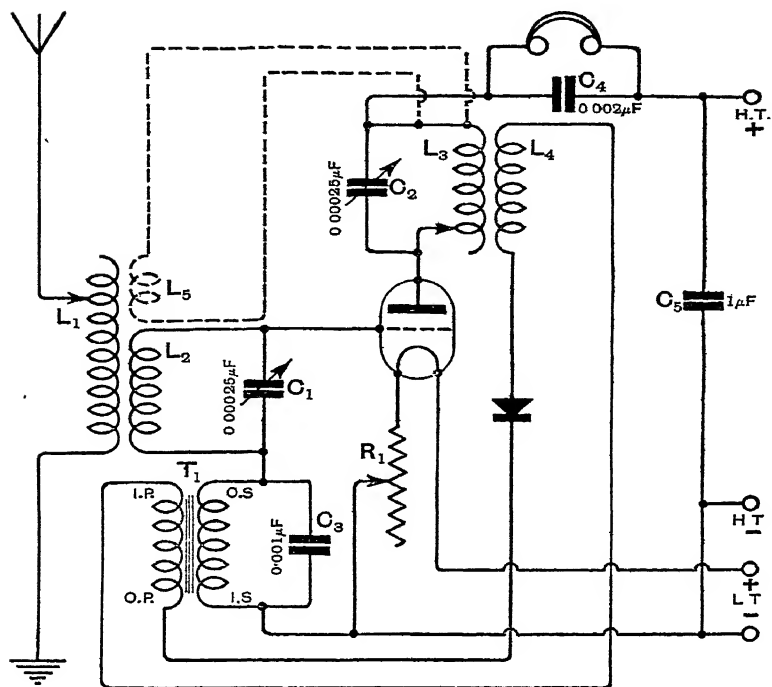 C4
0 002µF
H.T.
+
L3
L4
C2
0 00025µF
L5
L1
L2
C1
0 00025µF
C5
1µF
R1
T1
I.P.
O.S
C3
0·001µF
O.P.
I.S
H T
−
+
L T
−